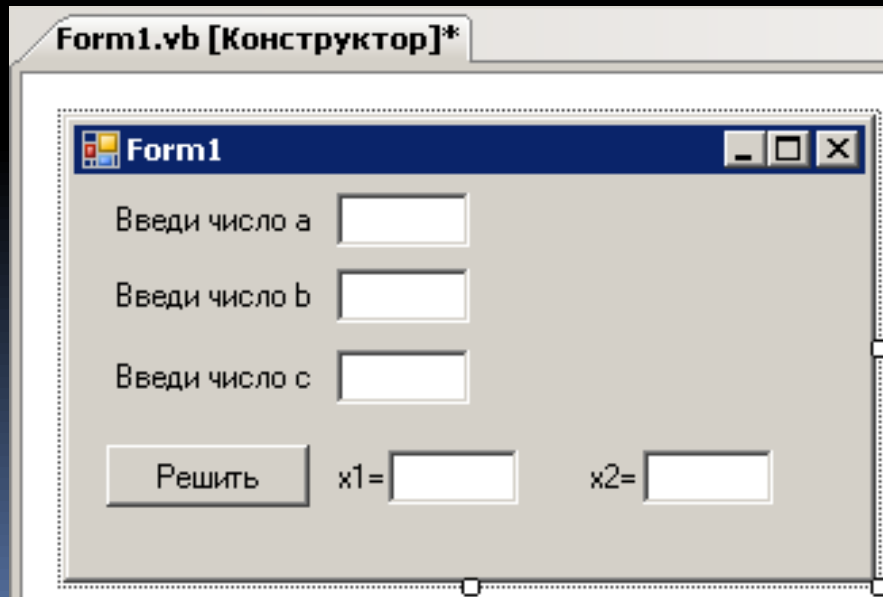 Form1.vb [Конструктор]*
Form1
Введи число a
Введи число b
Введи число c
Решить x1= x2=